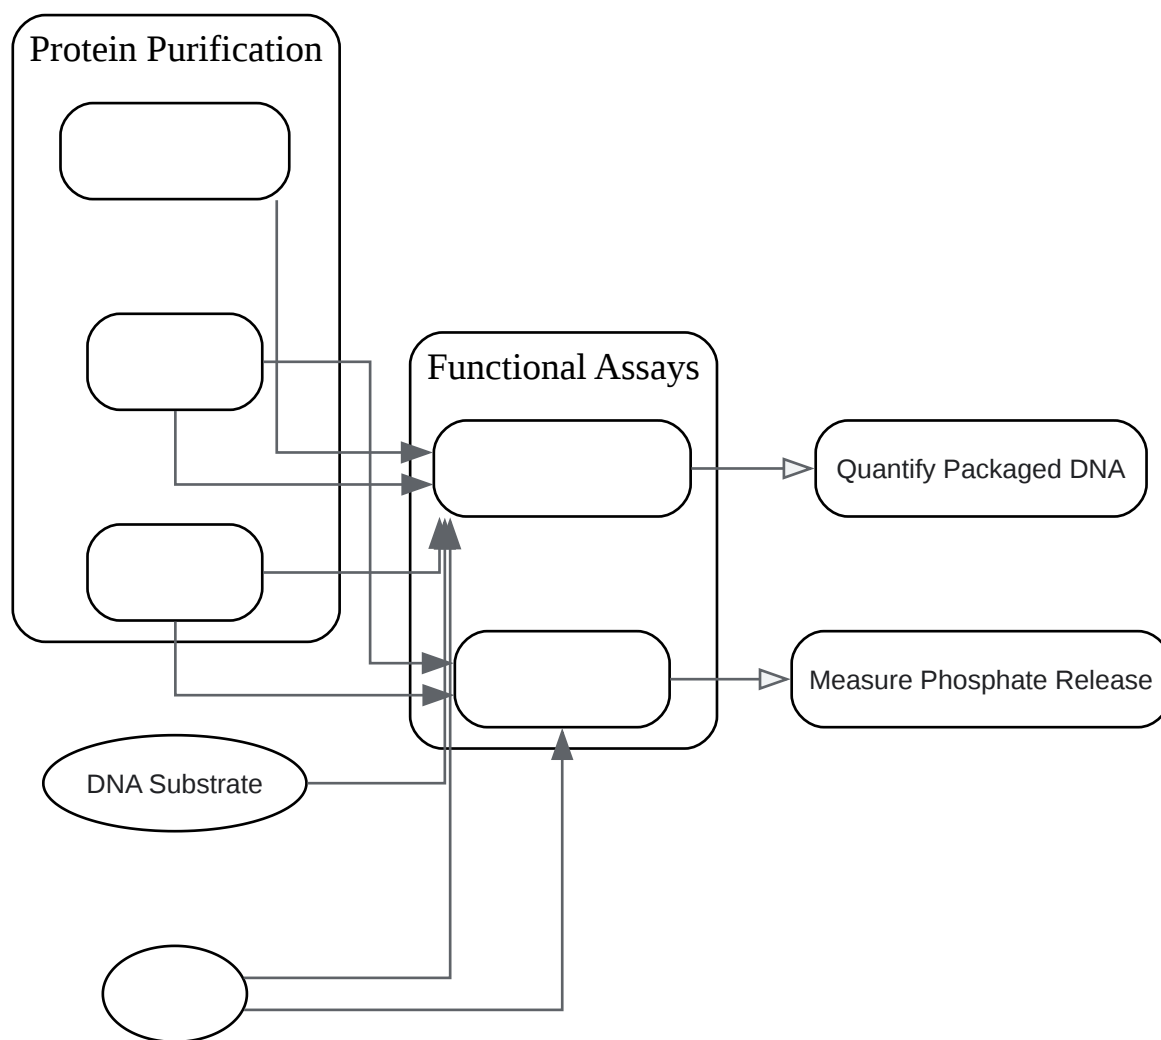 Protein Purification
Functional Assays
Quantify Packaged DNA
Measure Phosphate Release
DNA Substrate